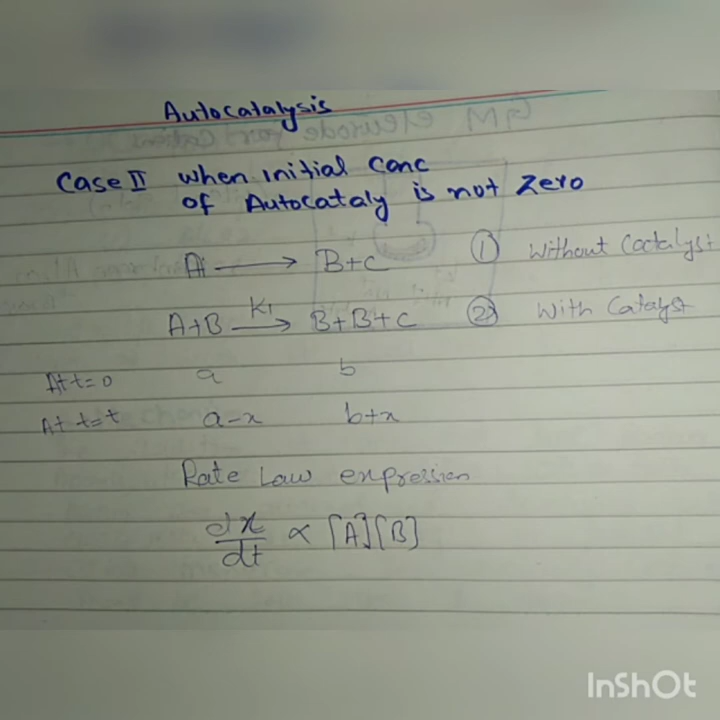 Autocatalysis
Case II when initial conc
of Autocataly is not zero
A ⟶ B+C ① without Coctalyst
A+B ⟶ B+B+C ② with Catalyst
K1
At t=0 a b
At t=t a-x b+x
Rate Law expression
dx/dt ∝ [A][B]
InShOt